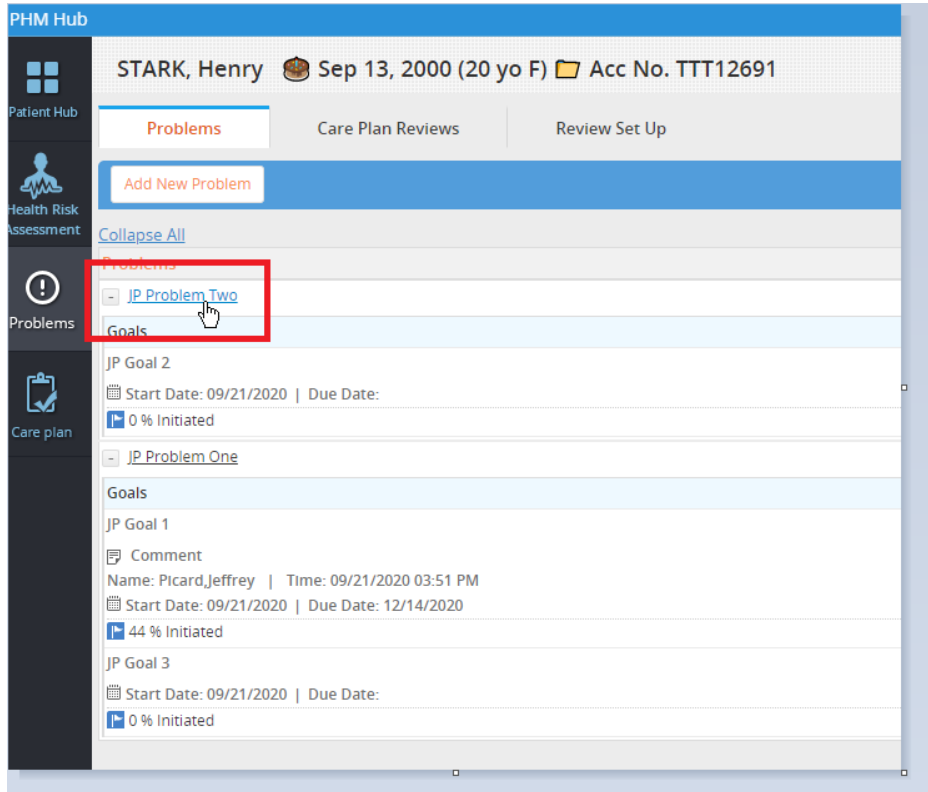 PHM Hub
STARK, Henry Sep 13, 2000 (20 yo F) Acc No. TTT12691
Patient Hub
Problems Care Plan Reviews Review Set Up
Add New Problem
Health Risk
Assessment
Collapse All
Problems
- JP Problem Two
Problems
Goals
JP Goal 2
Start Date: 09/21/2020 | Due Date:
0 % Initiated
Care plan
- JP Problem One
Goals
JP Goal 1
Comment
Name: Picard,Jeffrey | Time: 09/21/2020 03:51 PM
Start Date: 09/21/2020 | Due Date: 12/14/2020
44 % Initiated
JP Goal 3
Start Date: 09/21/2020 | Due Date:
0 % Initiated